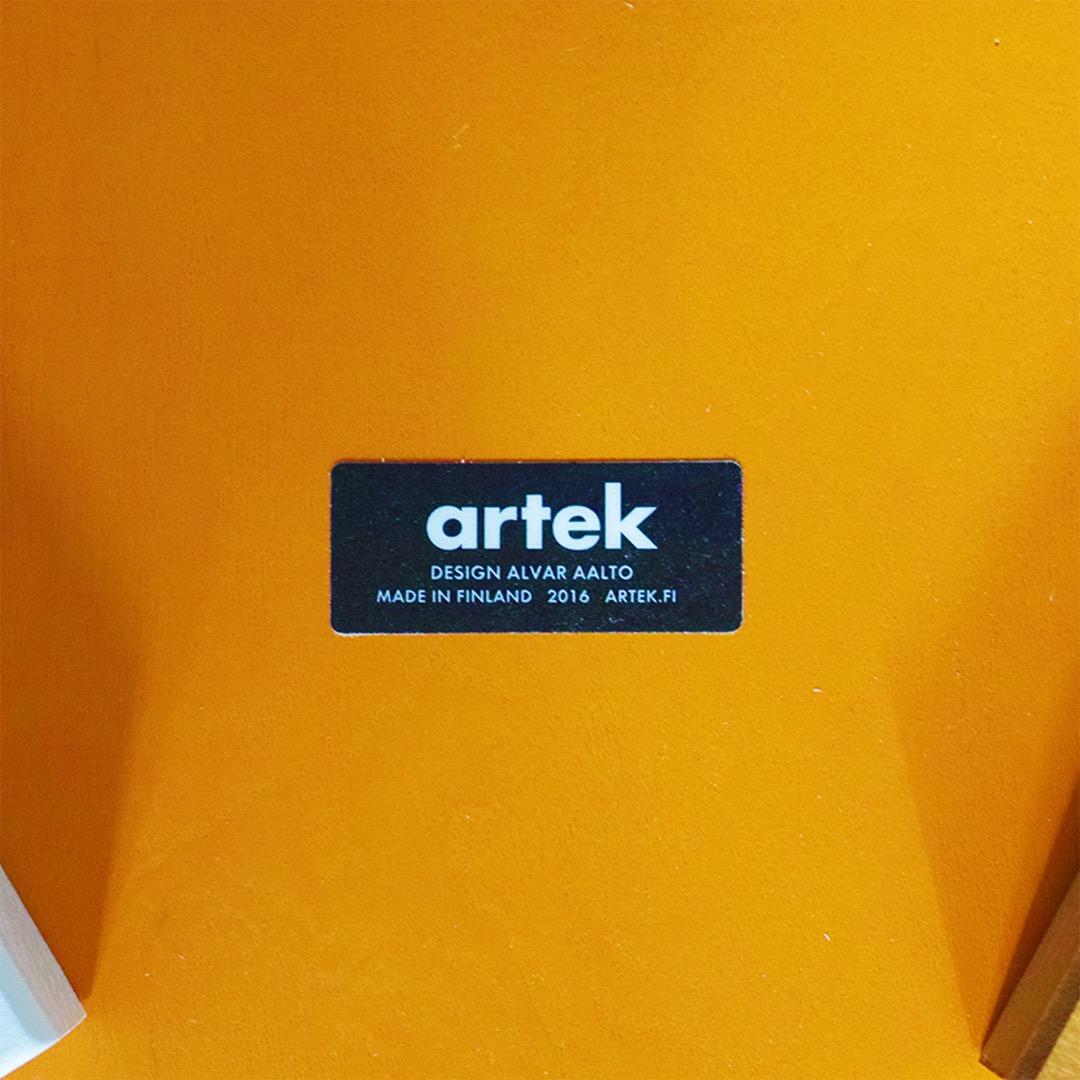 artek
DESIGN ALVAR AALTO
MADE IN FINLAND 2016 ARTEK.FI